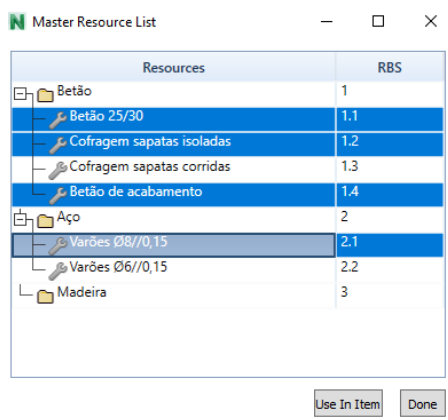 Master Resource List
Resources RBS
Betão 1
Betão 25/30 1.1
Cofragem sapatas isoladas 1.2
Cofragem sapatas corridas 1.3
Betão de acabamento 1.4
Aço 2
Varões Ø8//0,15 2.1
Varões Ø6//0,15 2.2
Madeira 3
Use In Item Done